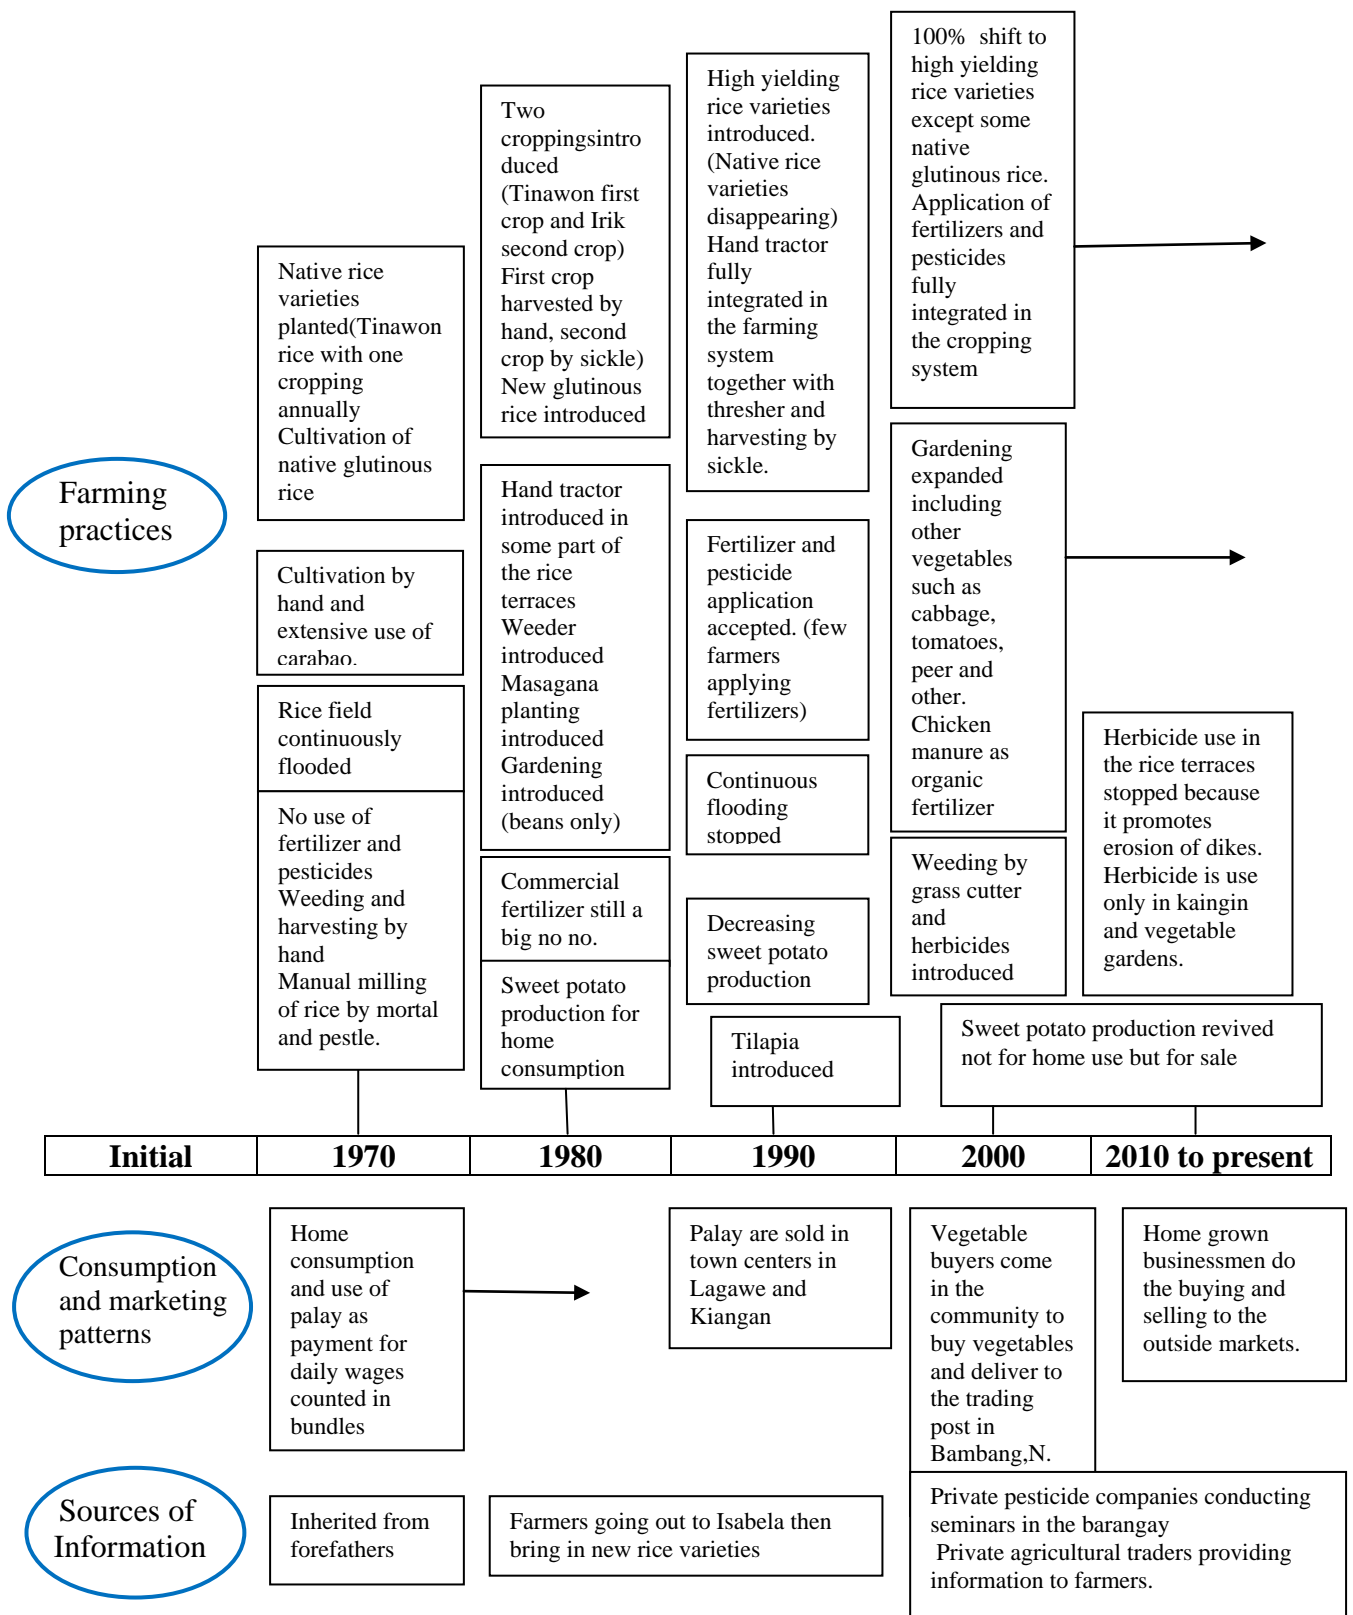 Farming
practices
Native rice
varieties
planted(Tinawon
rice with one
cropping
annually
Cultivation of
native glutinous
rice
Cultivation by
hand and
extensive use of
carabao.
Rice field
continuously
flooded
No use of
fertilizer and
pesticides
Weeding and
harvesting by
hand
Manual milling
of rice by mortal
and pestle.
Two
croppingsintro
duced
(Tinawon first
crop and Irik
second crop)
First crop
harvested by
hand, second
crop by sickle)
New glutinous
rice introduced
Hand tractor
introduced in
some part of
the rice
terraces
Weeder
introduced
Masagana
planting
introduced
Gardening
introduced
(beans only)
Commercial
fertilizer still a
big no no.
Sweet potato
production for
home
consumption
High yielding
rice varieties
introduced.
(Native rice
varieties
disappearing)
Hand tractor
fully
integrated in
the farming
system
together with
thresher and
harvesting by
sickle.
Fertilizer and
pesticide
application
accepted. (few
farmers
applying
fertilizers)
Continuous
flooding
stopped
Decreasing
sweet potato
production
Tilapia
introduced
100%  shift to
high yielding
rice varieties
except some
native
glutinous rice.
Application of
fertilizers and
pesticides
fully
integrated in
the cropping
system
Gardening
expanded
including
other
vegetables
such as
cabbage,
tomatoes,
peer and
other.
Chicken
manure as
organic
fertilizer
Weeding by
grass cutter
and
herbicides
introduced
Herbicide use in
the rice terraces
stopped because
it promotes
erosion of dikes.
Herbicide is use
only in kaingin
and vegetable
gardens.
Sweet potato production revived
not for home use but for sale
Initial 1970 1980 1990 2000 2010 to present
Consumption
and marketing
patterns
Home
consumption
and use of
palay as
payment for
daily wages
counted in
bundles
Palay are sold in
town centers in
Lagawe and
Kiangan
Vegetable
buyers come
in the
community to
buy vegetables
and deliver to
the trading
post in
Bambang,N.
Home grown
businessmen do
the buying and
selling to the
outside markets.
Sources of
Information
Inherited from
forefathers
Farmers going out to Isabela then
bring in new rice varieties
Private pesticide companies conducting
seminars in the barangay
Private agricultural traders providing
information to farmers.